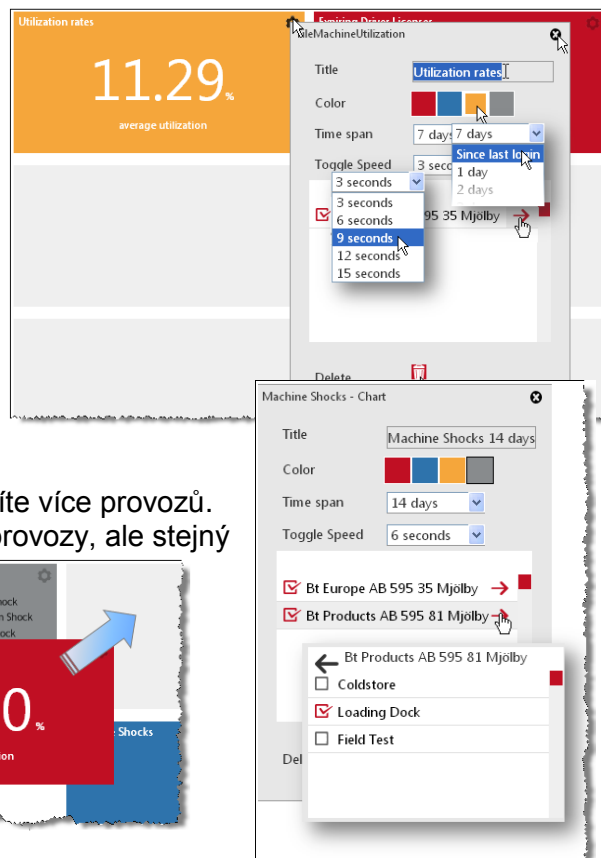 Utilization rates
Expiring Driver Licenses
11.29%
average utilization
TileMachineUtilization
Title
Utilization rates
Color
Time span
7 days
7 days
Since last login
1 day
2 days
Toggle Speed
3 sec
3 seconds
3 seconds
6 seconds
9 seconds
12 seconds
15 seconds
595 35 Mjölby
Delete
Machine Shocks - Chart
Title
Machine Shocks 14 days
Color
Time span
14 days
Toggle Speed
6 seconds
Bt Europe AB 595 35 Mjölby
Bt Products AB 595 81 Mjölby
Bt Products AB 595 81 Mjölby
Coldstore
Loading Dock
Field Test
Del
íte více provozů.
provozy, ale stejný
Shock
0%
Shocks